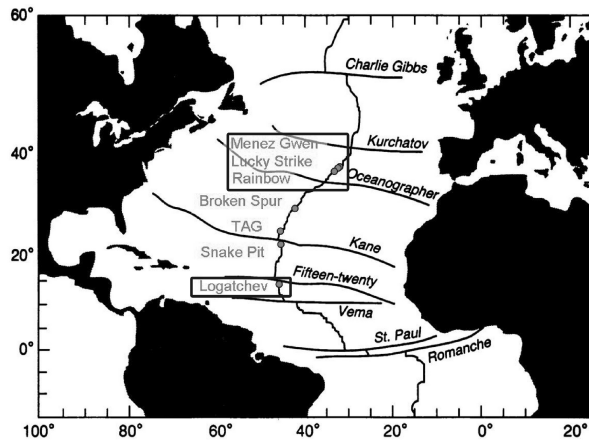 60°
Charlie Gibbs
Menez Gwen
Kurchatov
40°
Lucky Strike
Rainbow
Oceanographer
Broken Spur
TAG
Kane
20°
Snake Pit
Fifteen-twenty
Logatchev
Vema
St. Paul
0°
Romanche
100° 80° 60° 40° 20° 0° 20°